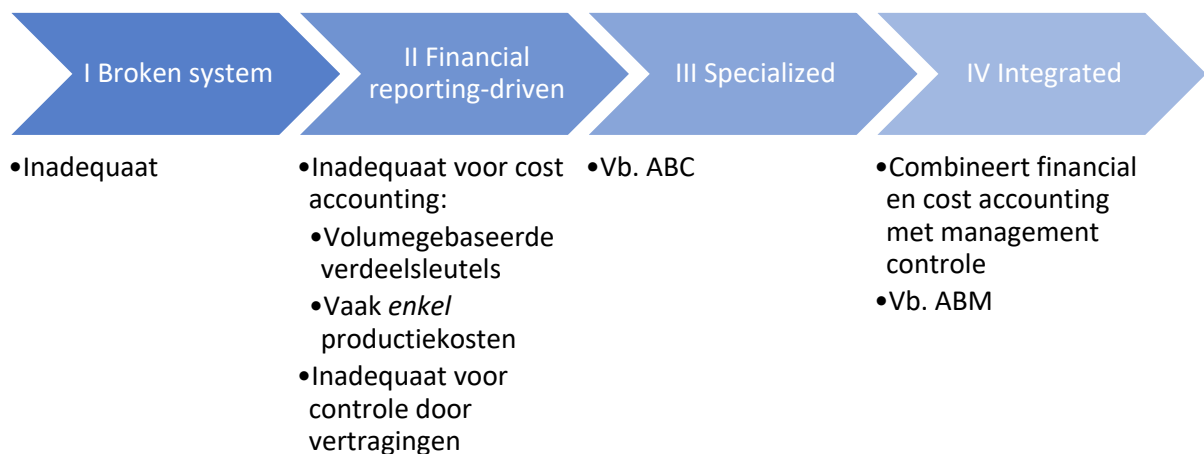 I Broken system
II Financial
reporting-driven
III Specialized
IV Integrated
•Inadequaat
•Inadequaat voor cost
accounting:
•Volumegebaseerde
verdeelsleutels
•Vaak enkel
productiekosten
•Inadequaat voor
controle door
vertragingen
•Vb. ABC
•Combineert financial
en cost accounting
met management
controle
•Vb. ABM